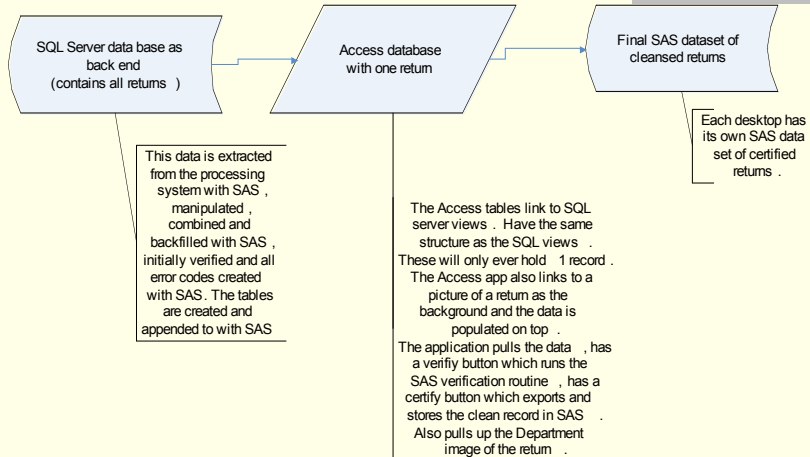 SQL Server data base as
back end
(contains all returns )
Access database
with one return
Final SAS dataset of
cleansed returns
Each desktop has
its own SAS data
set of certified
returns .
This data is extracted
from the processing
system with SAS ,
manipulated ,
combined and
backfilled with SAS ,
initially verified and all
error codes created
with SAS. The tables
are created and
appended to with SAS
The Access tables link to SQL
server views . Have the same
structure as the SQL views .
These will only ever hold 1 record .
The Access app also links to a
picture of a return as the
background and the data is
populated on top .
The application pulls the data , has
a verifiy button which runs the
SAS verification routine , has a
certify button which exports and
stores the clean record in SAS .
Also pulls up the Department
image of the return .